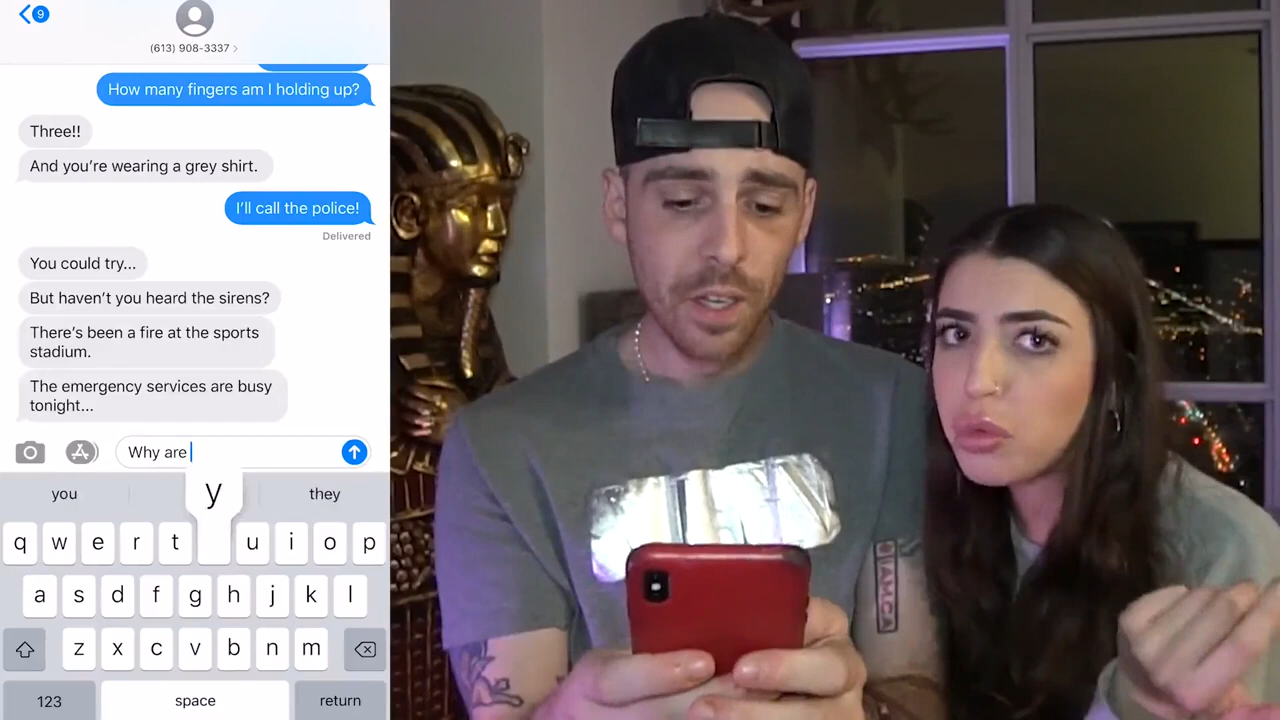 9
(613) 908-3337 >
How many fingers am I holding up?
Three!!
And you’re wearing a grey shirt.
I’ll call the police!
Delivered
You could try...
But haven’t you heard the sirens?
There’s been a fire at the sports
stadium.
The emergency services are busy
tonight...
Why are
you
y
they
q w e r t u i o p
a s d f g h j k l
z x c v b n m
123 space return